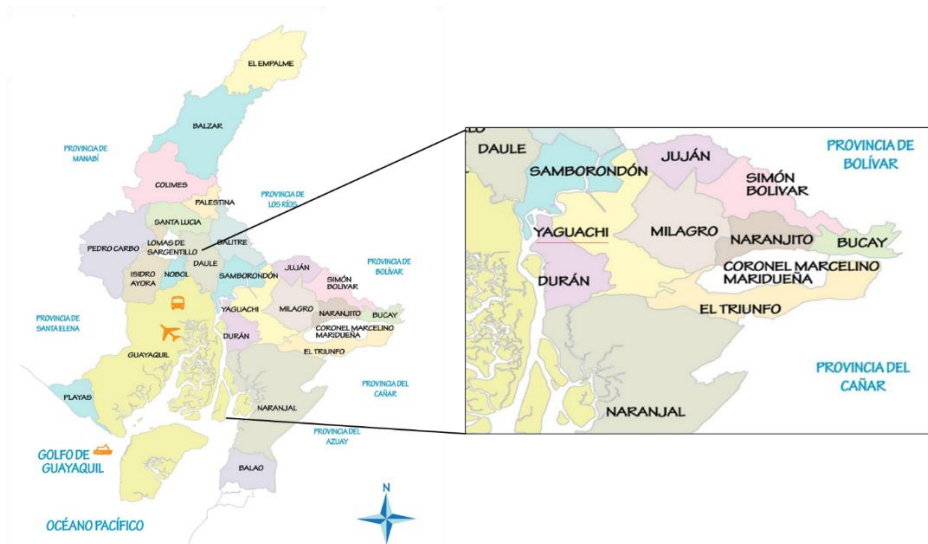 EL EMPALME
BALZAR
PROVINCIA DE
MANABÍ
COLIMES
PROVINCIA DE
LOS RÍOS
PALESTINA
SANTA LUCIA
PEDRO CARBO
LOMAS DE
SARGENTILLO
SALITRE
DAULE
ISIDRO
AYORA
NOBOL
SAMBORONDÓN
JUJÁN
PROVINCIA DE
BOLÍVAR
SIMÓN
BOLIVAR
YAGUACHI
MILAGRO
NARANJITO
BUCAY
PROVINCIA DE
SANTA ELENA
DURÁN
CORONEL MARCELINO
MARIDUEÑA
GUAYAQUIL
EL TRIUNFO
PLAYAS
PROVINCIA DEL
CAÑAR
NARANJAL
PROVINCIA DEL
AZUAY
GOLFO DE
GUAYAQUIL
BALAO
N
OCÉANO PACÍFICO
DO
DAULE
JUJÁN
PROVINCIA DE
BOLÍVAR
SAMBORONDÓN
SIMÓN
BOLIVAR
YAGUACHI
MILAGRO
NARANJITO
BUCAY
DURÁN
CORONEL MARCELINO
MARIDUEÑA
EL TRIUNFO
PROVINCIA DEL
CAÑAR
NARANJAL